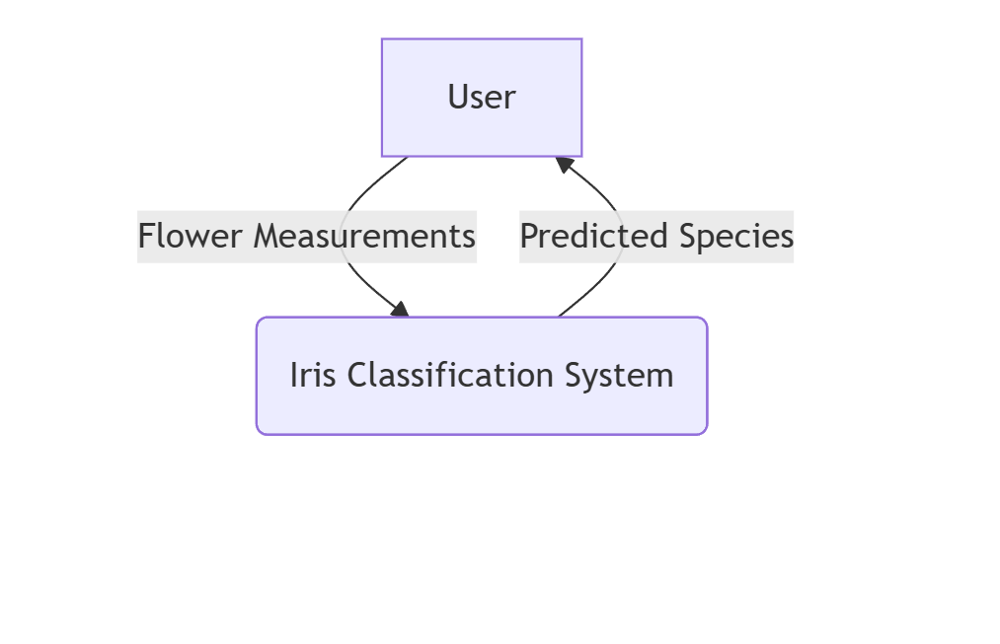 User
Flower Measurements
Predicted Species
Iris Classification System